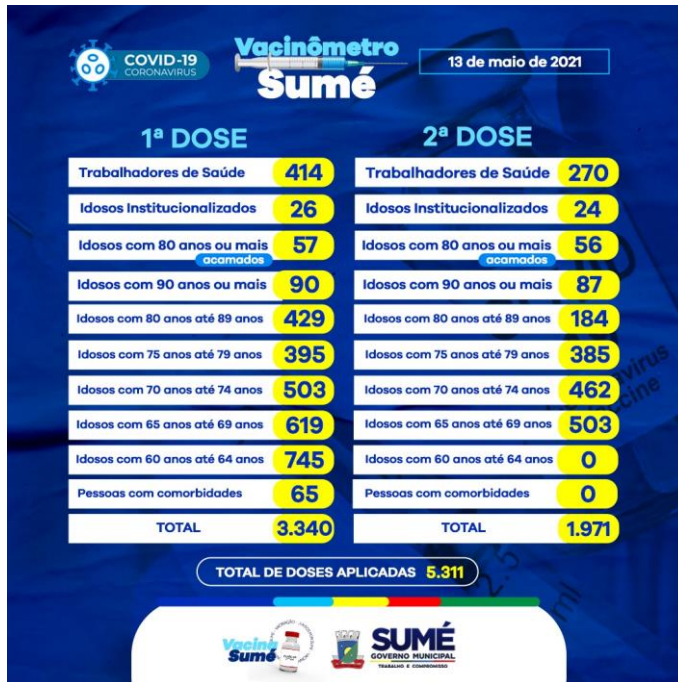 COVID-19
CORONAVIRUS
Vacinômetro
Sumé
13 de maio de 2021
1ª DOSE
Trabalhadores de Saúde 414
Idosos Institucionalizados 26
Idosos com 80 anos ou mais 57
acamados
Idosos com 90 anos ou mais 90
Idosos com 80 anos até 89 anos 429
Idosos com 75 anos até 79 anos 395
Idosos com 70 anos até 74 anos 503
Idosos com 65 anos até 69 anos 619
Idosos com 60 anos até 64 anos 745
Pessoas com comorbidades 65
TOTAL 3.340
2ª DOSE
Trabalhadores de Saúde 270
Idosos Institucionalizados 24
Idosos com 80 anos ou mais 56
acamados
Idosos com 90 anos ou mais 87
Idosos com 80 anos até 89 anos 184
Idosos com 75 anos até 79 anos 385
Idosos com 70 anos até 74 anos 462
Idosos com 65 anos até 69 anos 503
Idosos com 60 anos até 64 anos 0
Pessoas com comorbidades 0
TOTAL 1.971
TOTAL DE DOSES APLICADAS 5.311
Vacina
Sumé
SUMÉ
GOVERNO MUNICIPAL
TRABALHO E COMPROMISSO